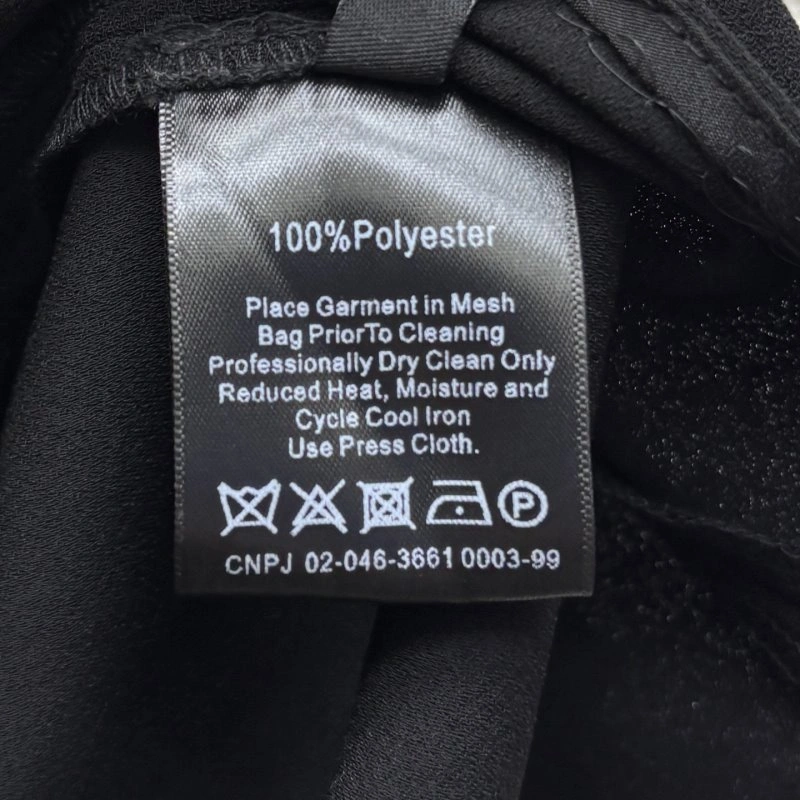 100%Polyester
Place Garment in Mesh
Bag PriorTo Cleaning
Professionally Dry Clean Only
Reduced Heat, Moisture and
Cycle Cool Iron
Use Press Cloth.
P
CNPJ 02-046-3661 0003-99